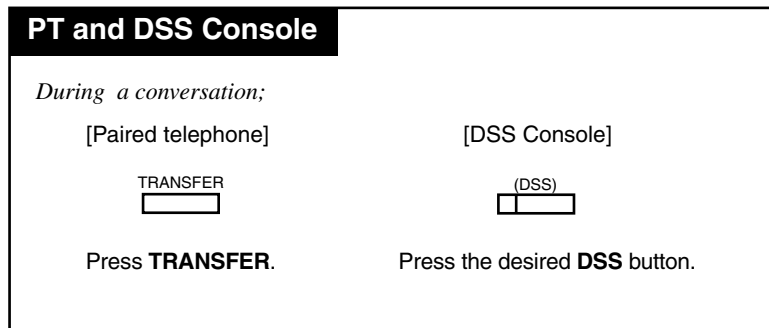 PT and DSS Console
During a conversation;
[Paired telephone] [DSS Console]
TRANSFER (DSS)
Press TRANSFER. Press the desired DSS button.